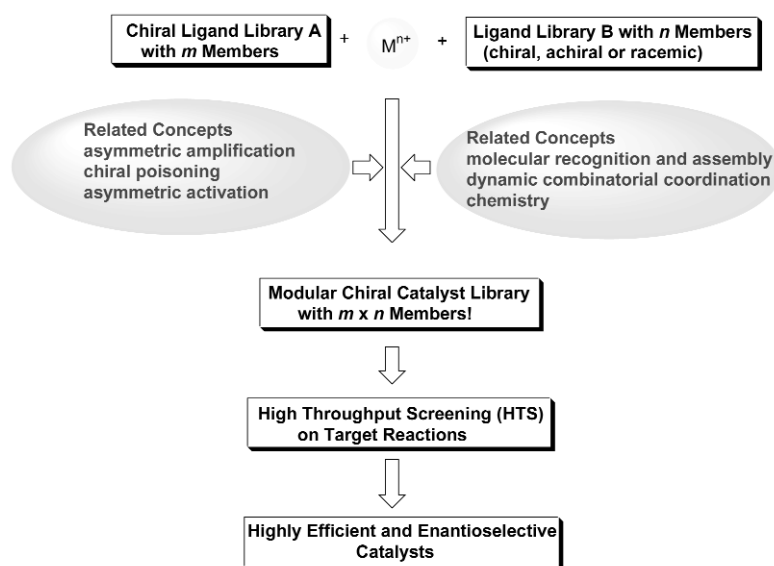 Chiral Ligand Library A
with m Members
+
Mⁿ⁺
+
Ligand Library B with n Members
(chiral, achiral or racemic)
Related Concepts
asymmetric amplification
chiral poisoning
asymmetric activation
Related Concepts
molecular recognition and assembly
dynamic combinatorial coordination
chemistry
Modular Chiral Catalyst Library
with m x n Members!
High Throughput Screening (HTS)
on Target Reactions
Highly Efficient and Enantioselective
Catalysts